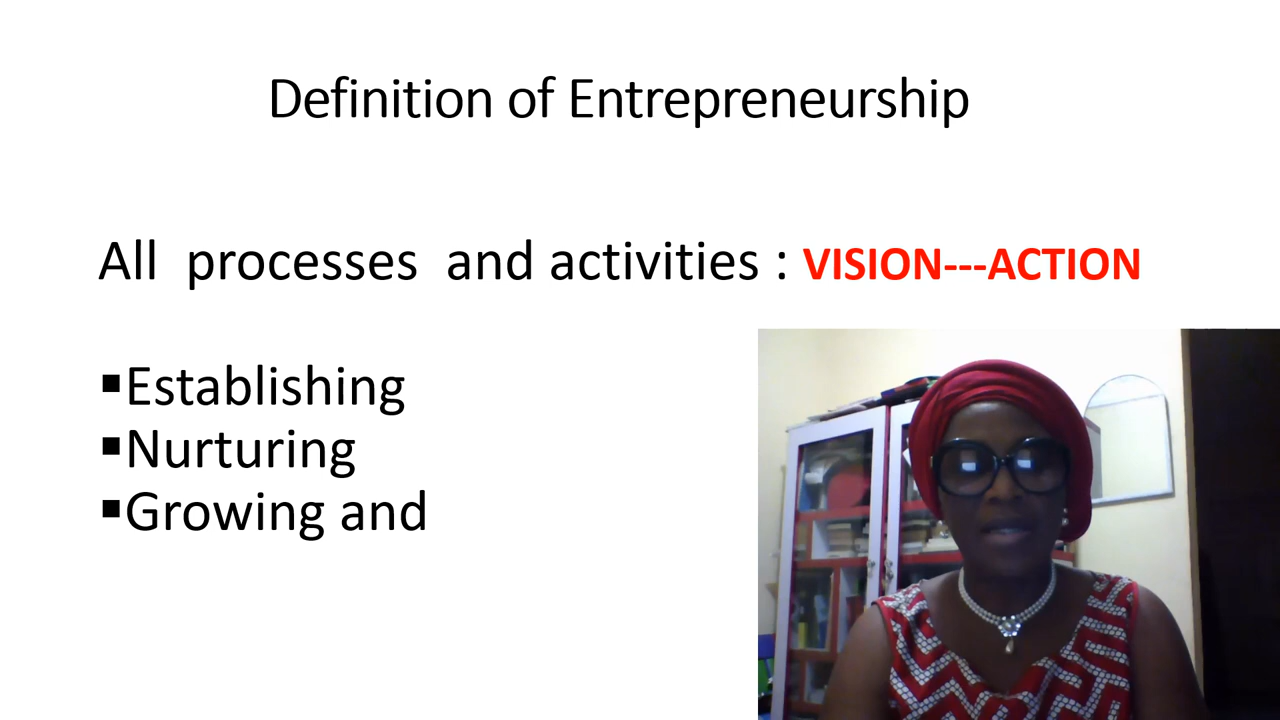 Definition of Entrepreneurship
All processes and activities : VISION---ACTION
▪Establishing
▪Nurturing
▪Growing and